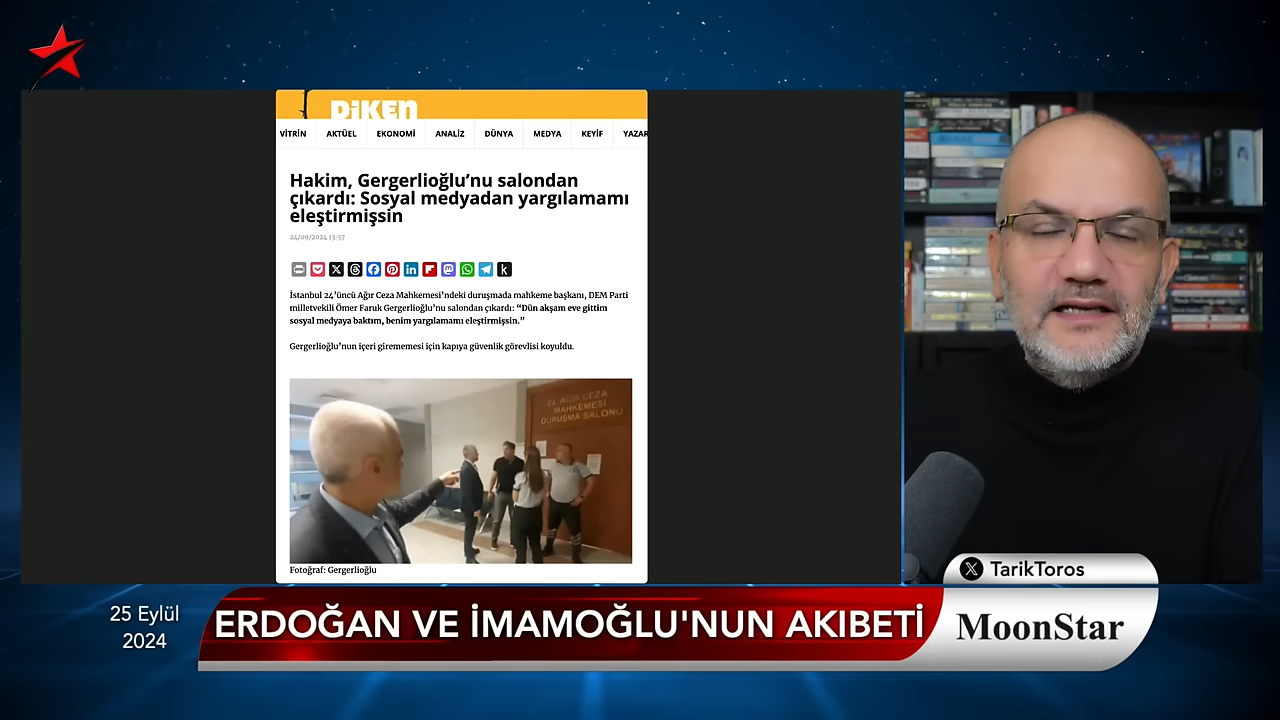 DİKEN
VİTRİN AKTÜEL EKONOMİ ANALİZ DÜNYA MEDYA KEYİF YAZAR
Hakim, Gergerlioğlu’nu salondan
çıkardı: Sosyal medyadan yargılamamı
eleştirmişsin
24/09/2024 13:57
İstanbul 24’üncü Ağır Ceza Mahkemesi’ndeki duruşmada mahkeme başkanı, DEM Parti
milletvekili Ömer Faruk Gergerlioğlu’nu salondan çıkardı: “Dün akşam eve gittim
sosyal medyaya baktım, benim yargılamamı eleştirmişsin.”
Gergerlioğlu’nun içeri girememesi için kapıya güvenlik görevlisi koyuldu.
24. AĞIR CEZA
MAHKEMESİ
DURUŞMA SALONU
Fotoğraf: Gergerlioğlu
TarikToros
25 Eylül
2024
ERDOĞAN VE İMAMOĞLU'NUN AKIBETİ
MoonStar